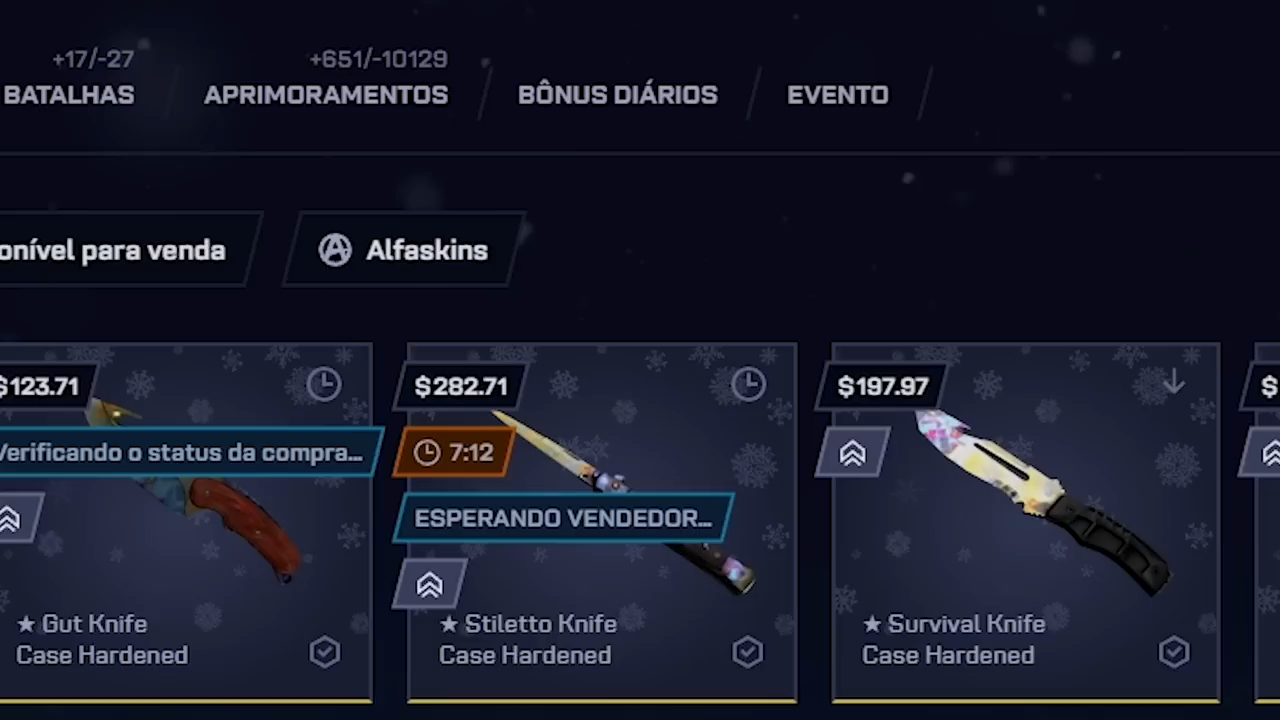 +17/-27
+651/-10129
BATALHAS
APRIMORAMENTOS
BÔNUS DIÁRIOS
EVENTO
onível para venda
Alfaskins
$123.71
$282.71
$197.97
$
Verificando o status da compra...
7:12
ESPERANDO VENDEDOR...
★ Gut Knife
Case Hardened
★ Stiletto Knife
Case Hardened
★ Survival Knife
Case Hardened